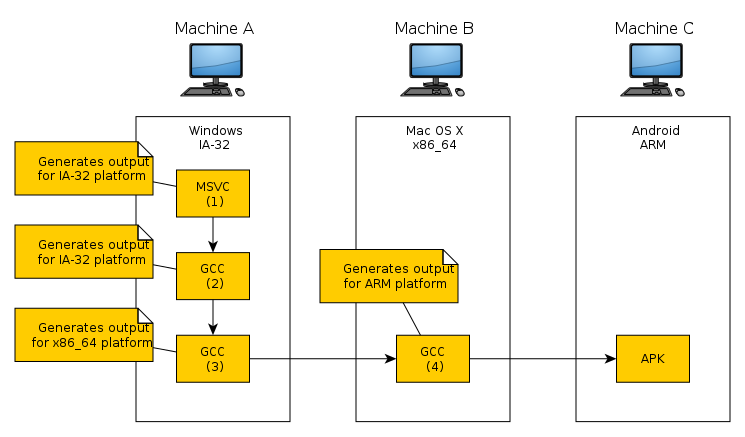 Machine A
Machine B
Machine C
Windows
IA-32
Mac OS X
x86_64
Android
ARM
Generates output
for IA-32 platform
MSVC
(1)
Generates output
for IA-32 platform
GCC
(2)
Generates output
for ARM platform
Generates output
for x86_64 platform
GCC
(3)
GCC
(4)
APK